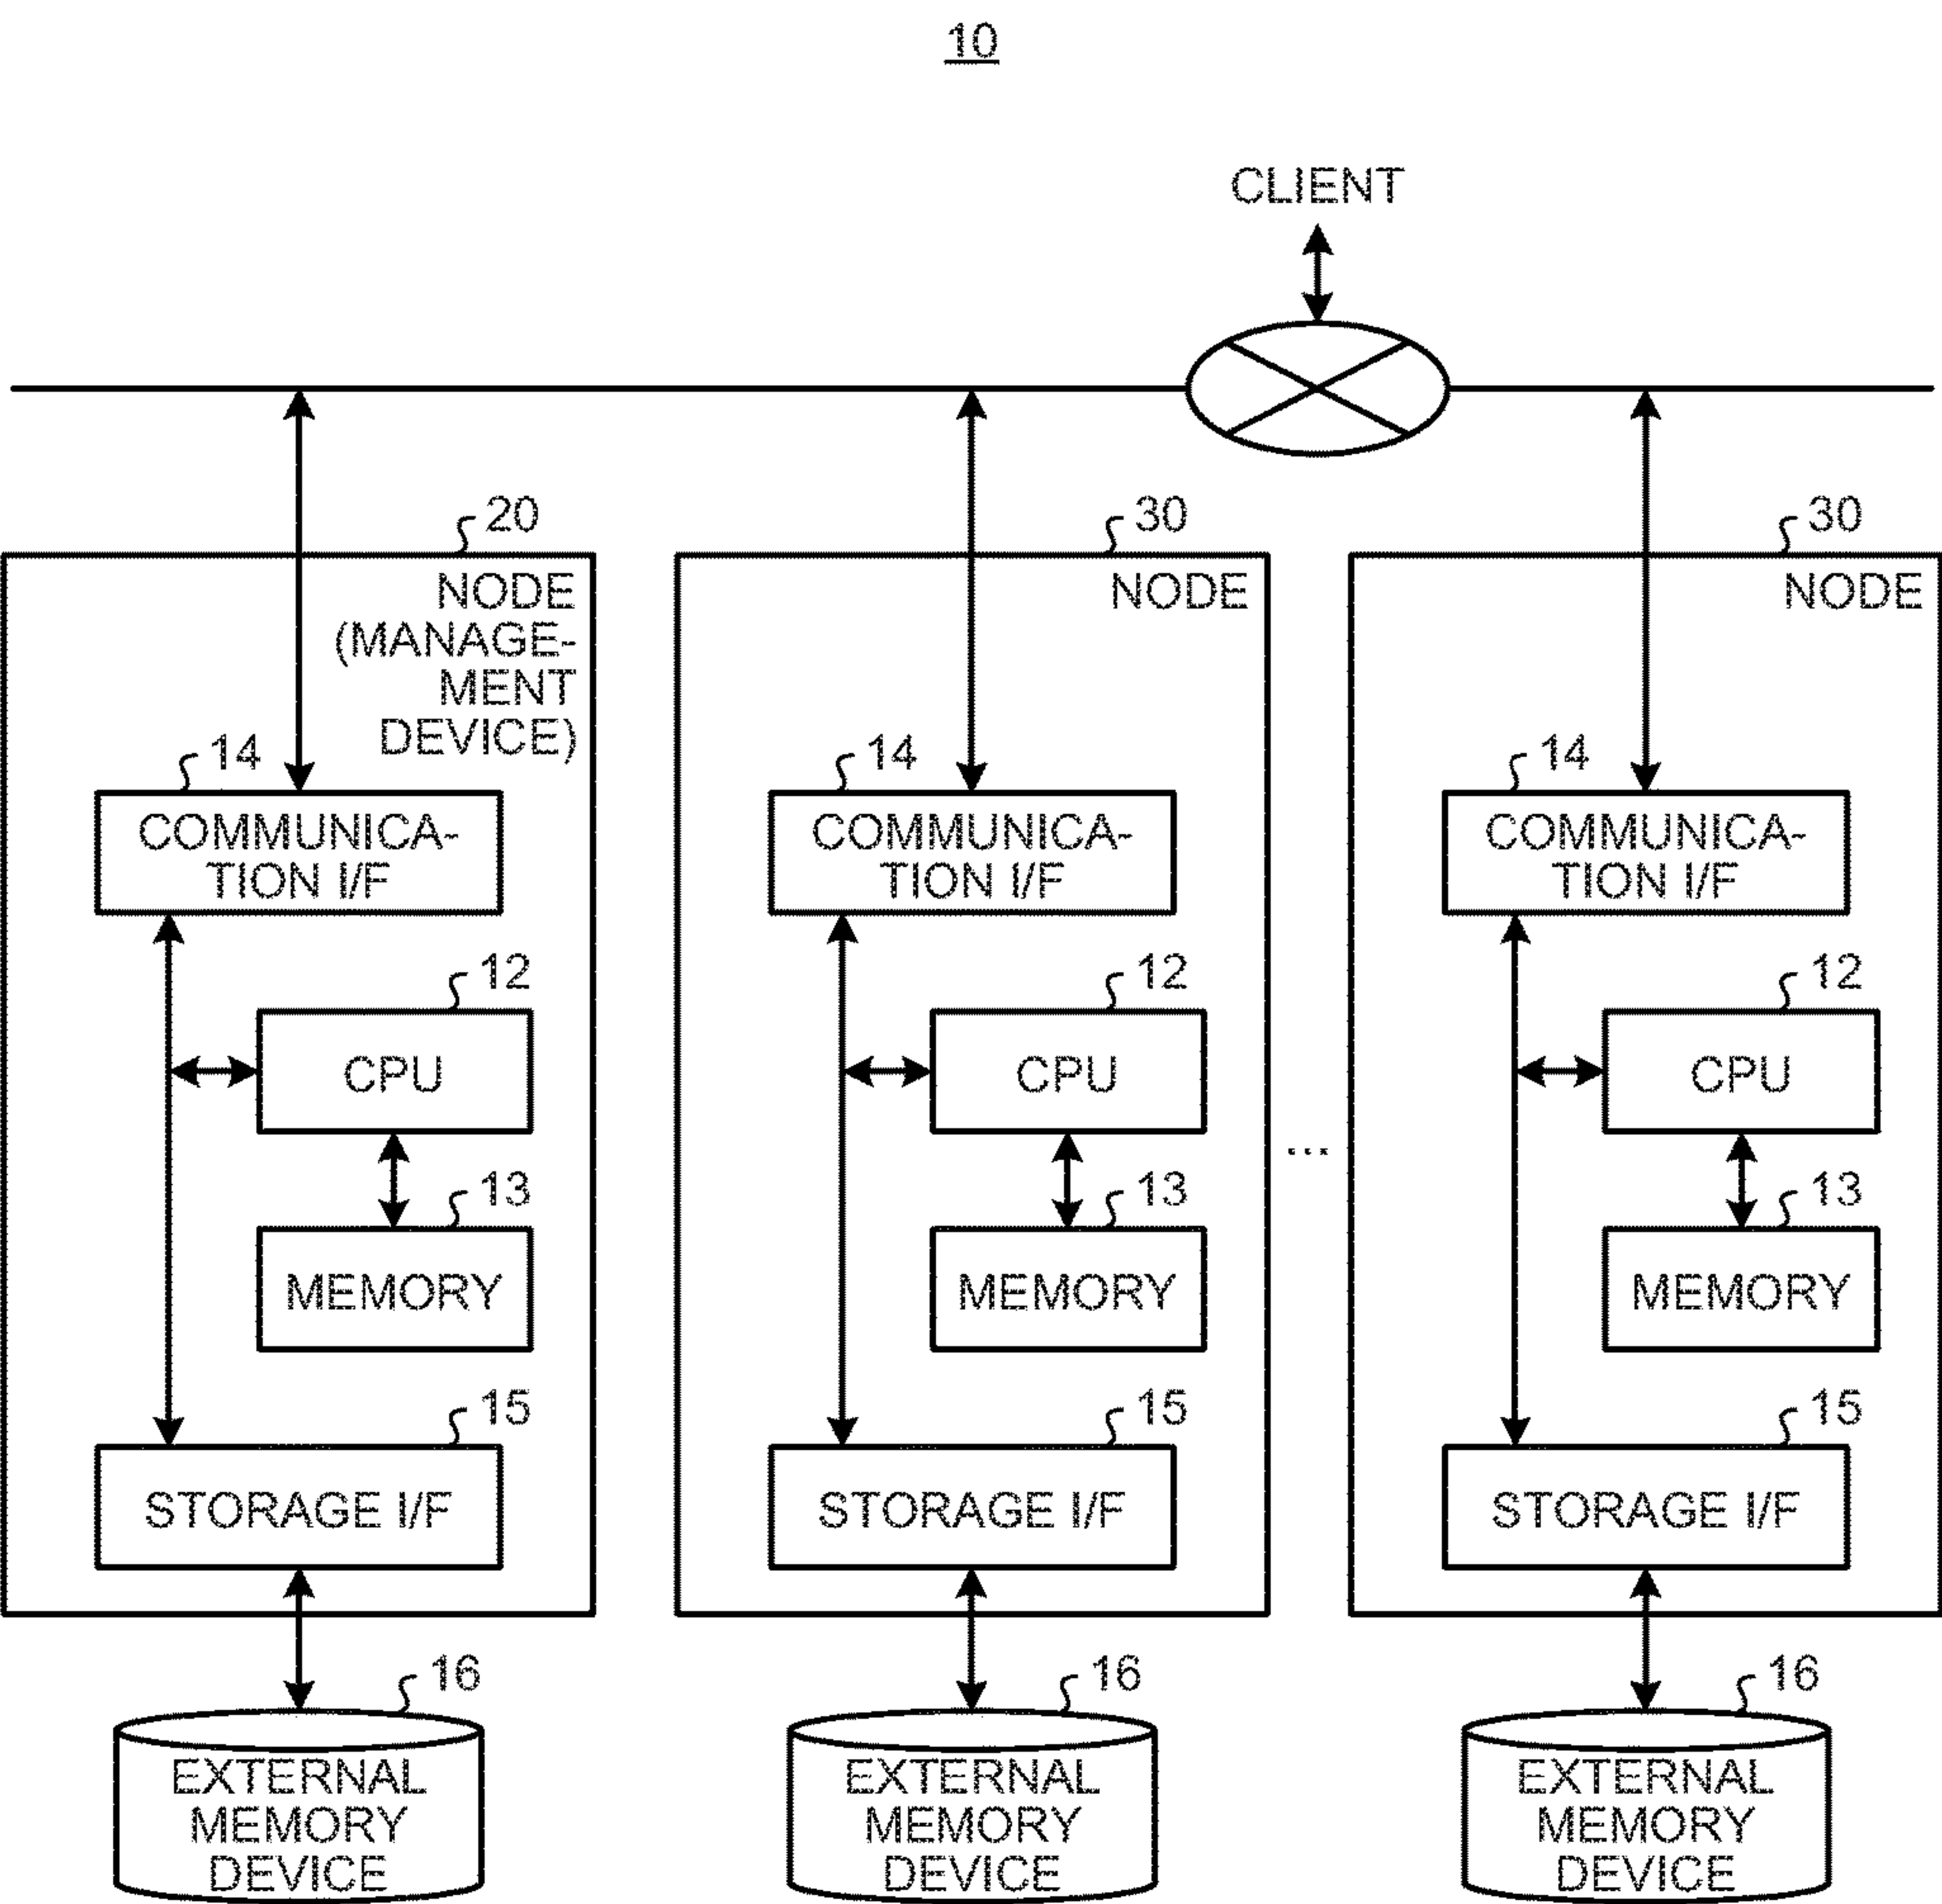 10
CLIENT
20
NODE
(MANAGE-
MENT
DEVICE)
14
COMMUNICA-
TION I/F
12
CPU
13
MEMORY
15
STORAGE I/F
16
EXTERNAL
MEMORY
DEVICE
30
NODE
14
COMMUNICA-
TION I/F
12
CPU
13
MEMORY
15
STORAGE I/F
16
EXTERNAL
MEMORY
DEVICE
...
30
NODE
14
COMMUNICA-
TION I/F
12
CPU
13
MEMORY
15
STORAGE I/F
16
EXTERNAL
MEMORY
DEVICE